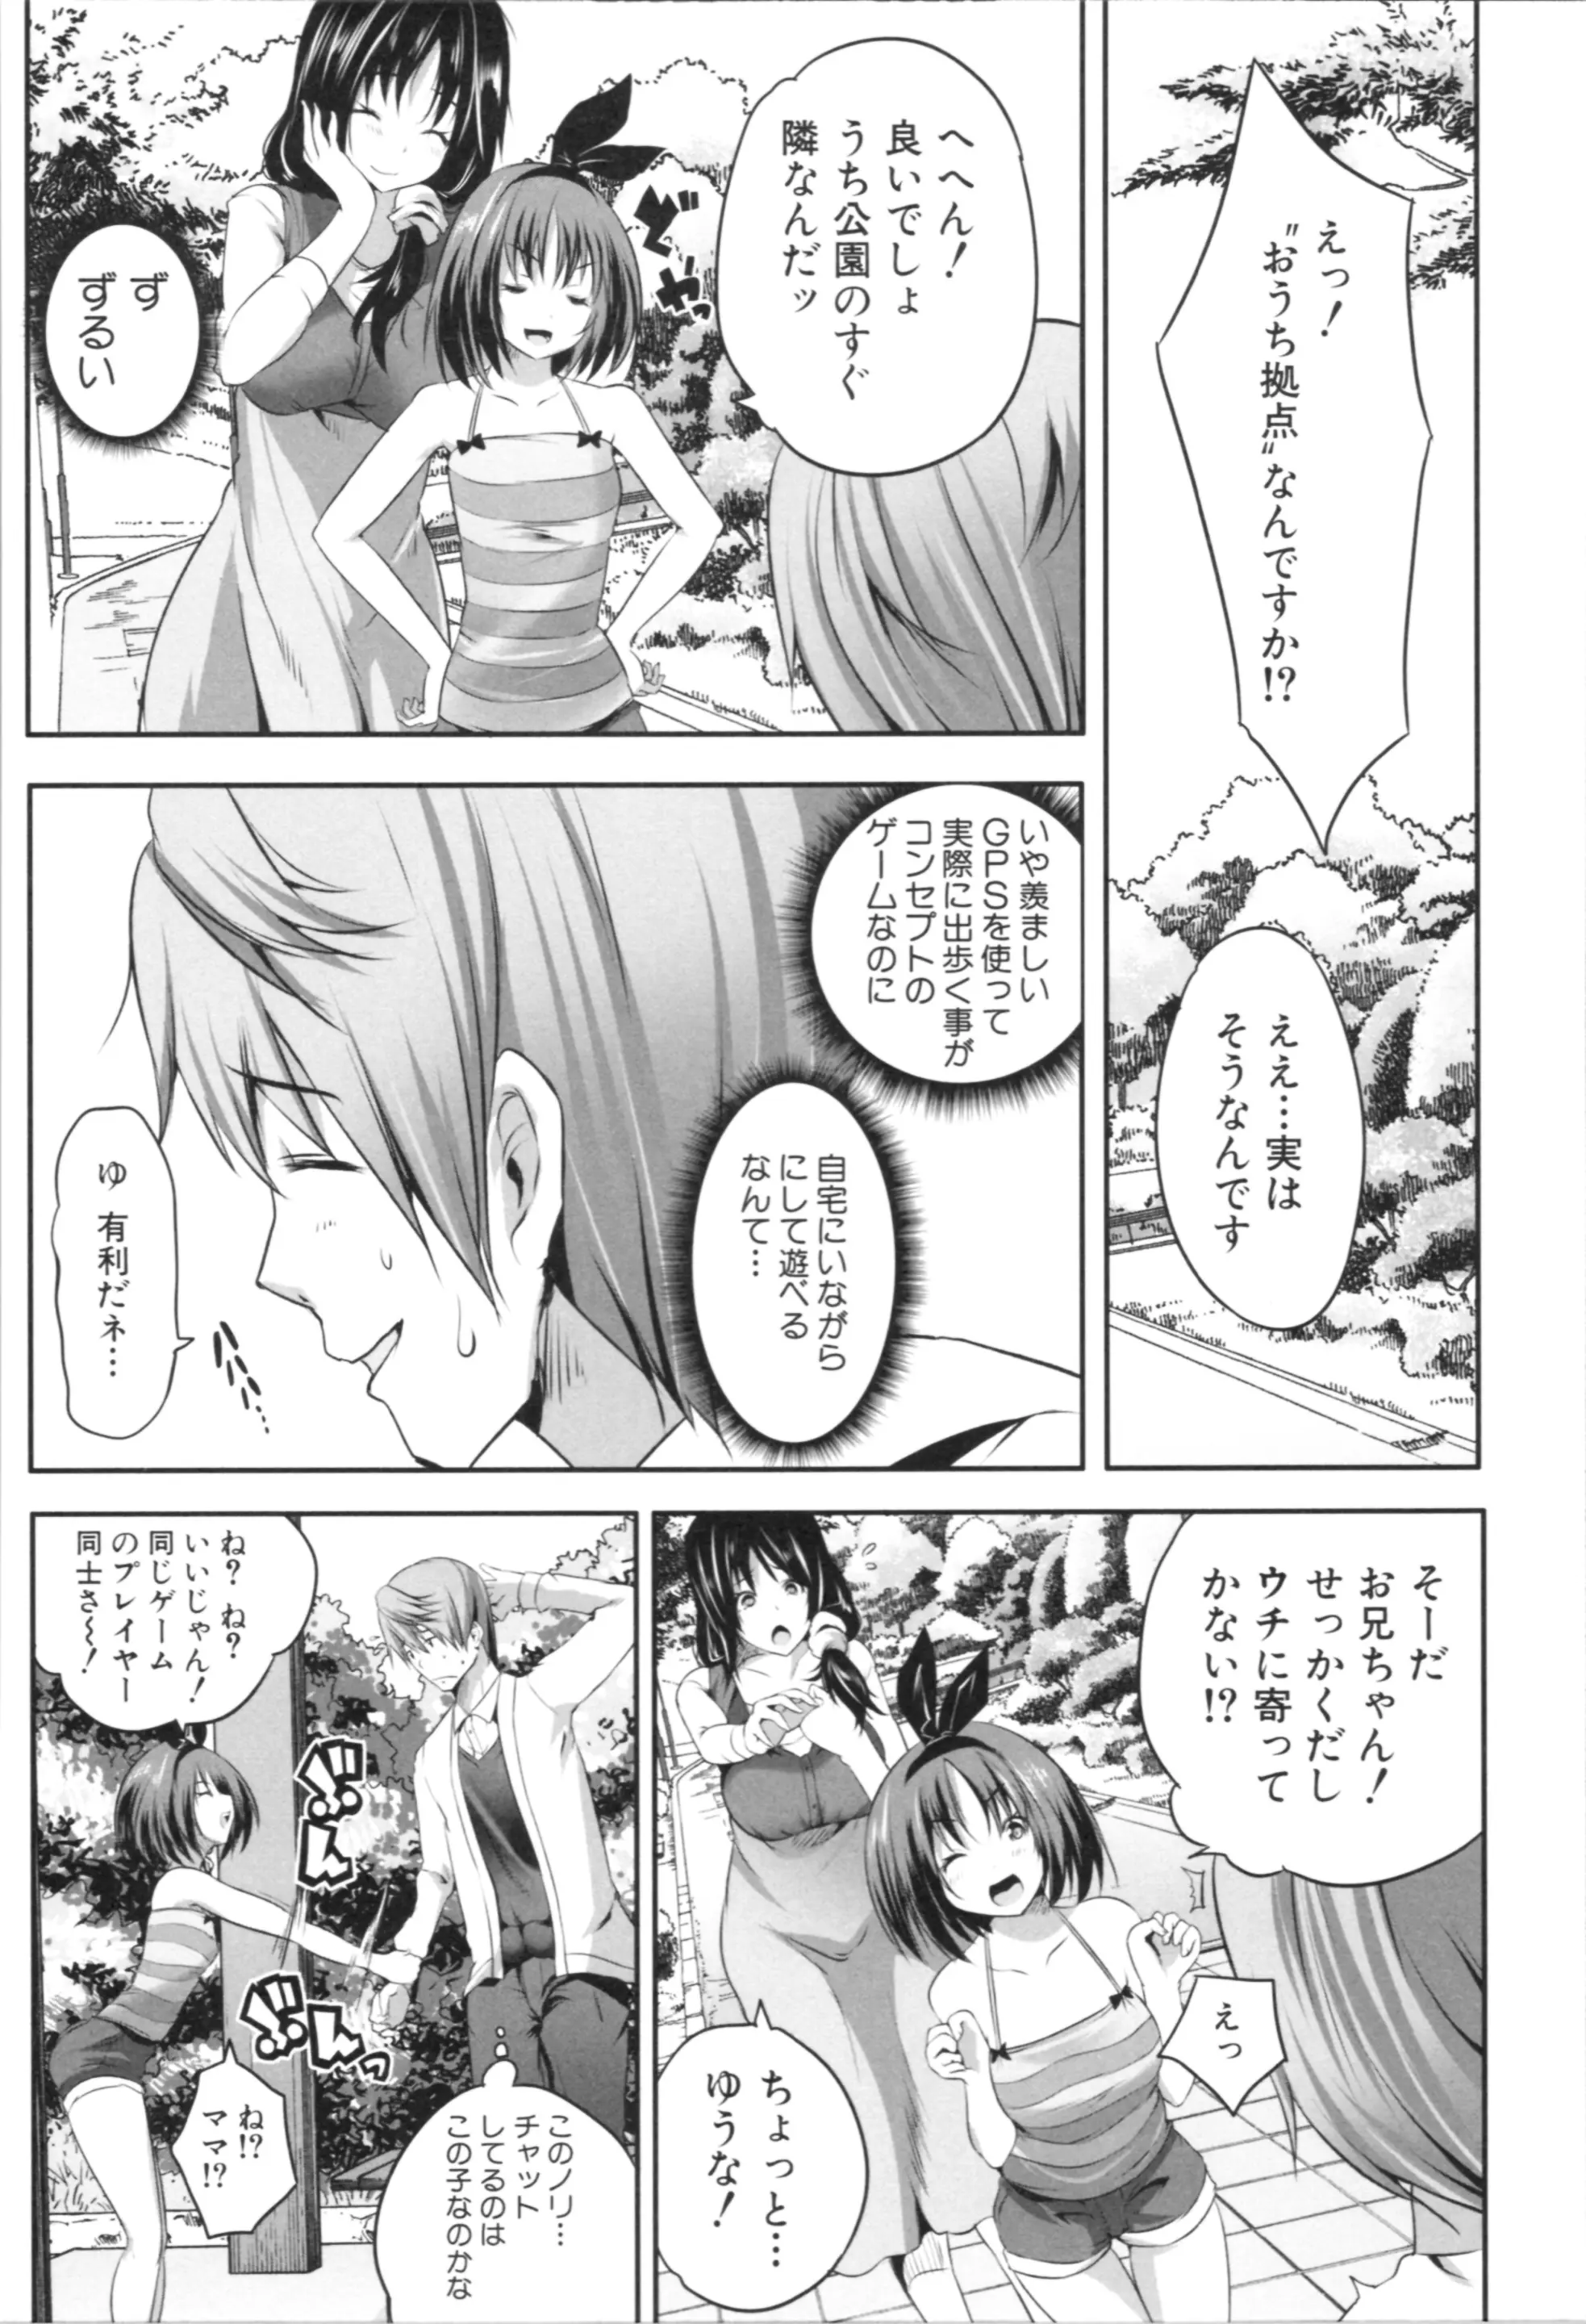 えっ！
〝おうち拠点〟なんですか!?
ええ…実は
そうなんです
へへん！
良いでしょ
うち公園のすぐ
隣なんだッ
どやっ
ず
ずるい
いや羨ましい
GPSを使って
実際に出歩く事が
コンセプトの
ゲームなのに
自宅にいながら
にして遊べる
なんて…
ゆ 有利だネ…
そーだ
お兄ちゃん！
せっかくだし
ウチに寄って
かない!?
えっ
ちょっと…
ゆうな！
ね？ ね？
いいじゃん！
同じゲーム
のプレイヤー
同士さ～！
ぶん
ぶんっ
ね!?
ママ!?
このノリ…
チャット
してるのは
この子なのかな